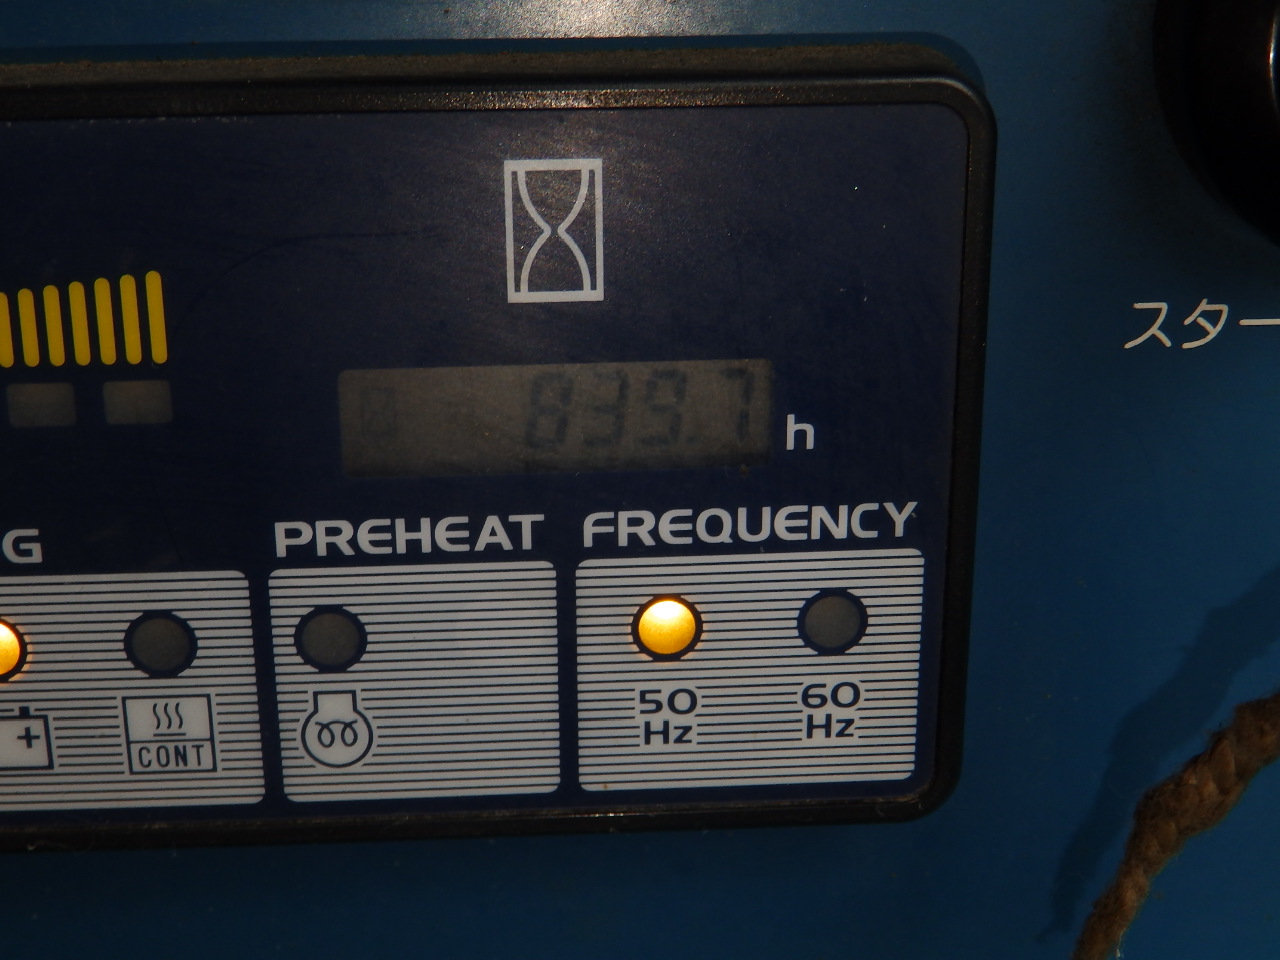 スター
839.7 h
G
PREHEAT
FREQUENCY
CONT
50
Hz
60
Hz